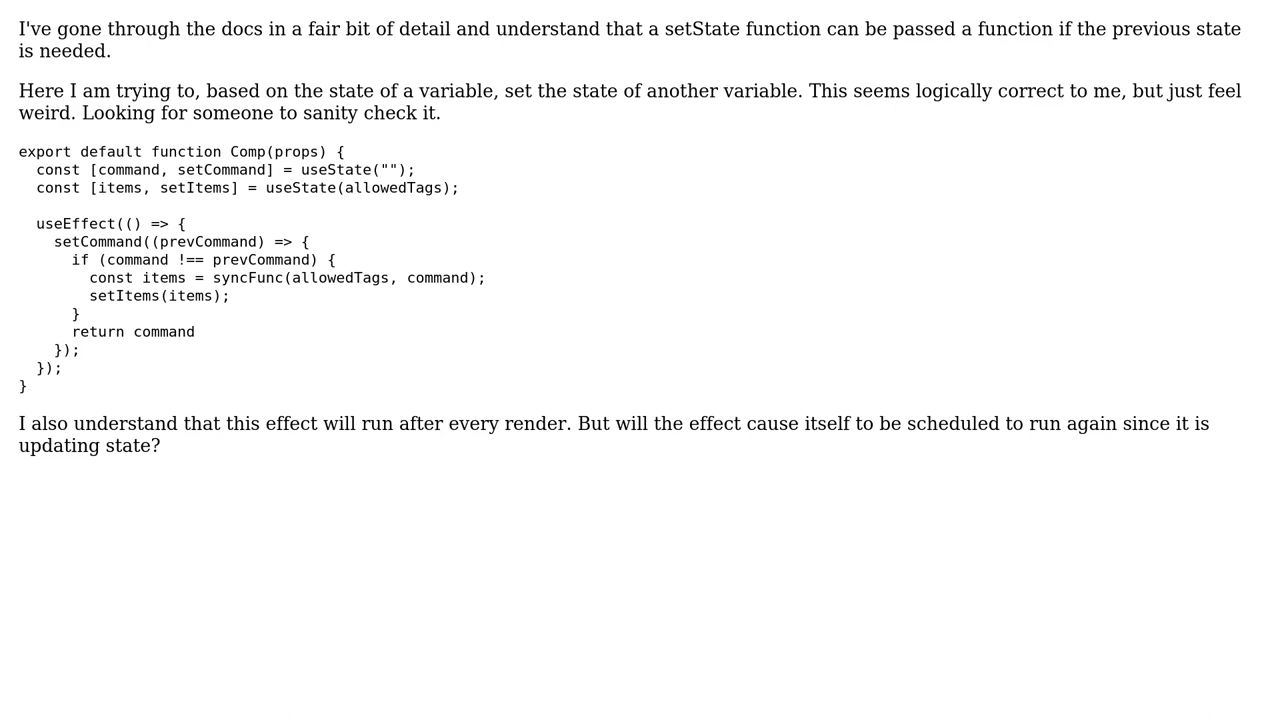 I've gone through the docs in a fair bit of detail and understand that a setState function can be passed a function if the previous state
is needed.
Here I am trying to, based on the state of a variable, set the state of another variable. This seems logically correct to me, but just feel
weird. Looking for someone to sanity check it.
export default function Comp(props) {
  const [command, setCommand] = useState("");
  const [items, setItems] = useState(allowedTags);

  useEffect(() => {
    setCommand((prevCommand) => {
      if (command !== prevCommand) {
        const items = syncFunc(allowedTags, command);
        setItems(items);
      }
      return command
    });
  });
}
I also understand that this effect will run after every render. But will the effect cause itself to be scheduled to run again since it is
updating state?